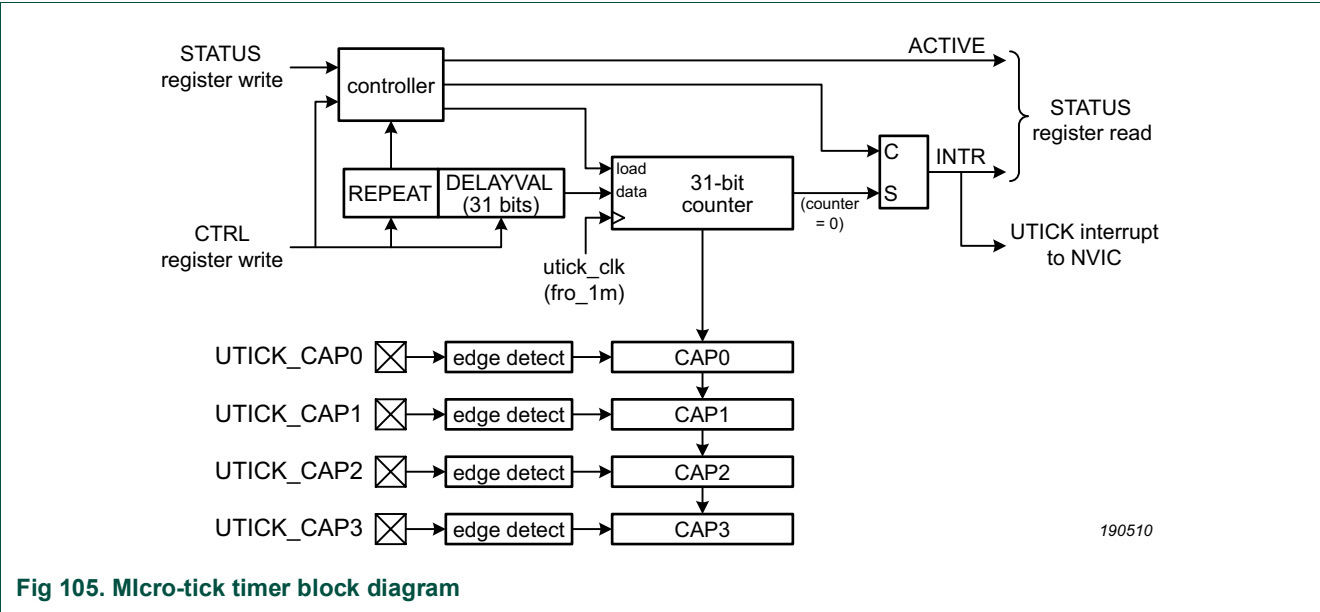 STATUS
register write
controller
ACTIVE
STATUS
register read
C
INTR
S
REPEAT
DELAYVAL
(31 bits)
load
data
31-bit
counter
(counter
= 0)
CTRL
register write
utick_clk
(fro_1m)
UTICK interrupt
to NVIC
UTICK_CAP0
edge detect
CAP0
UTICK_CAP1
edge detect
CAP1
UTICK_CAP2
edge detect
CAP2
UTICK_CAP3
edge detect
CAP3
190510
Fig 105. MIcro-tick timer block diagram